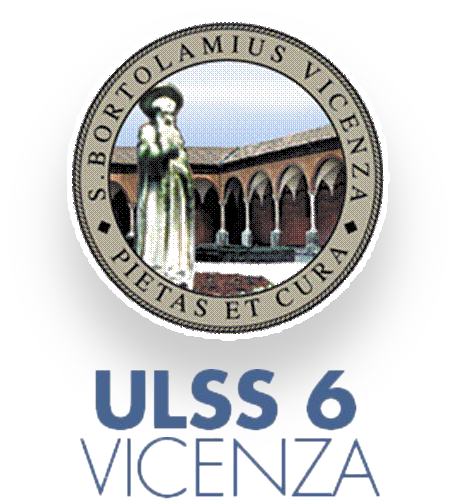 S. BORTOLAMIUS VICENZA
PIETAS ET CURA
ULSS 6
VICENZA